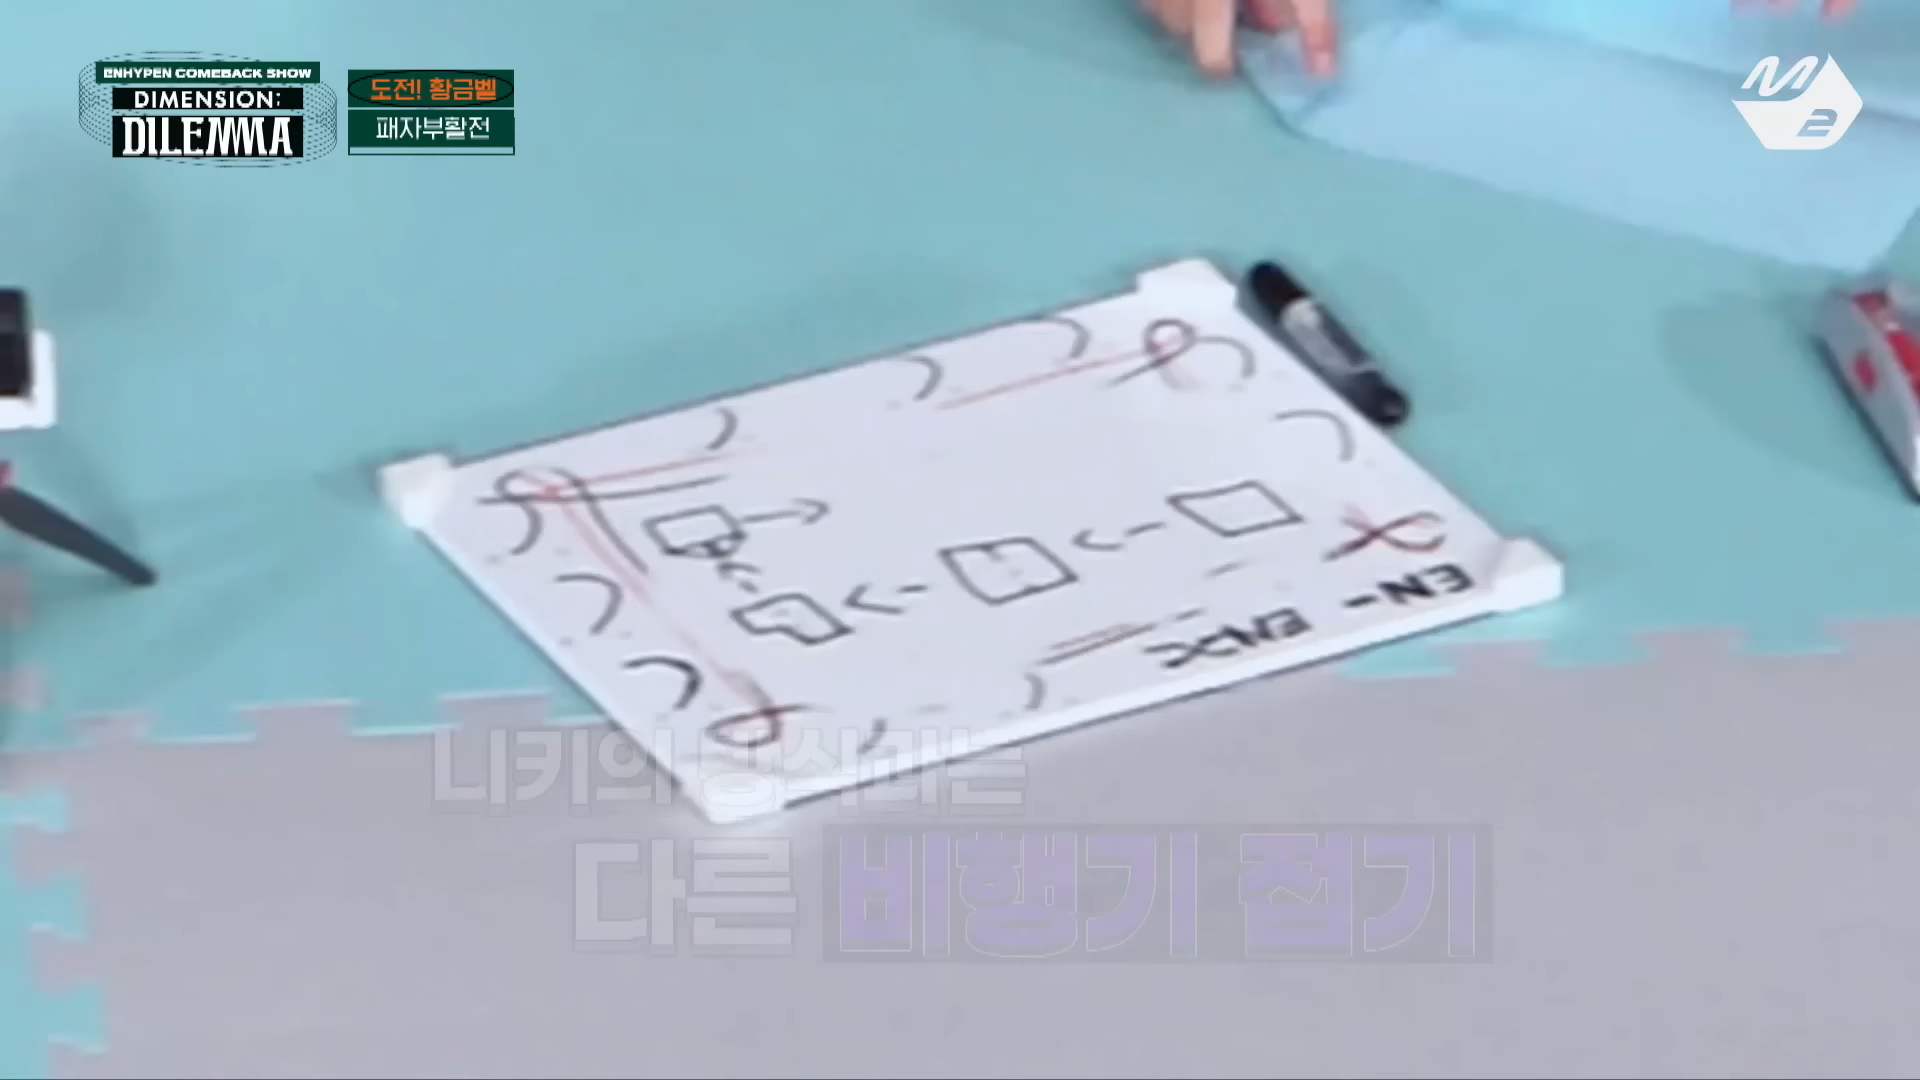 ENHYPEN COMEBACK SHOW
DIMENSION:
DILEMMA
도전! 황금벨
패자부활전
M2
EN-
니키의 방식과는
다른 비행기 접기